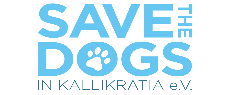 SAVE THE
DOGS
IN KALLIKRATIA e.V.